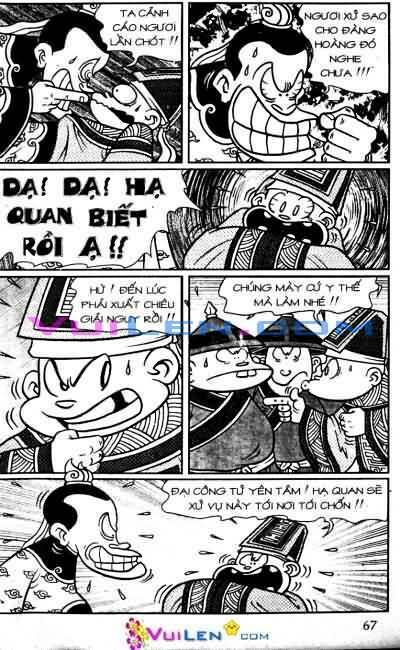 TA CẢNH
CÁO NGƯƠI
LẦN CHÓT !!
NGƯƠI XỬ SAO
CHO ĐÀNG
HOÀNG ĐÓ
NGHE
CHƯA !!!
DẠ! DẠ! HẠ
QUAN BIẾT
RỒI Ạ!!
HỪ! ĐẾN LÚC
PHẢI XUẤT CHIÊU
GIẢI NGUY RỒI !!
CHÚNG MÀY CỨ Y THẾ
MÀ LÀM NHÉ !!
VUILEN.COM
ĐẠI CÔNG TỬ YÊN TÂM! HẠ QUAN SẼ
XỬ VỤ NÀY TỚI NƠI TỚI CHỐN !!
67
VUILEN.COM